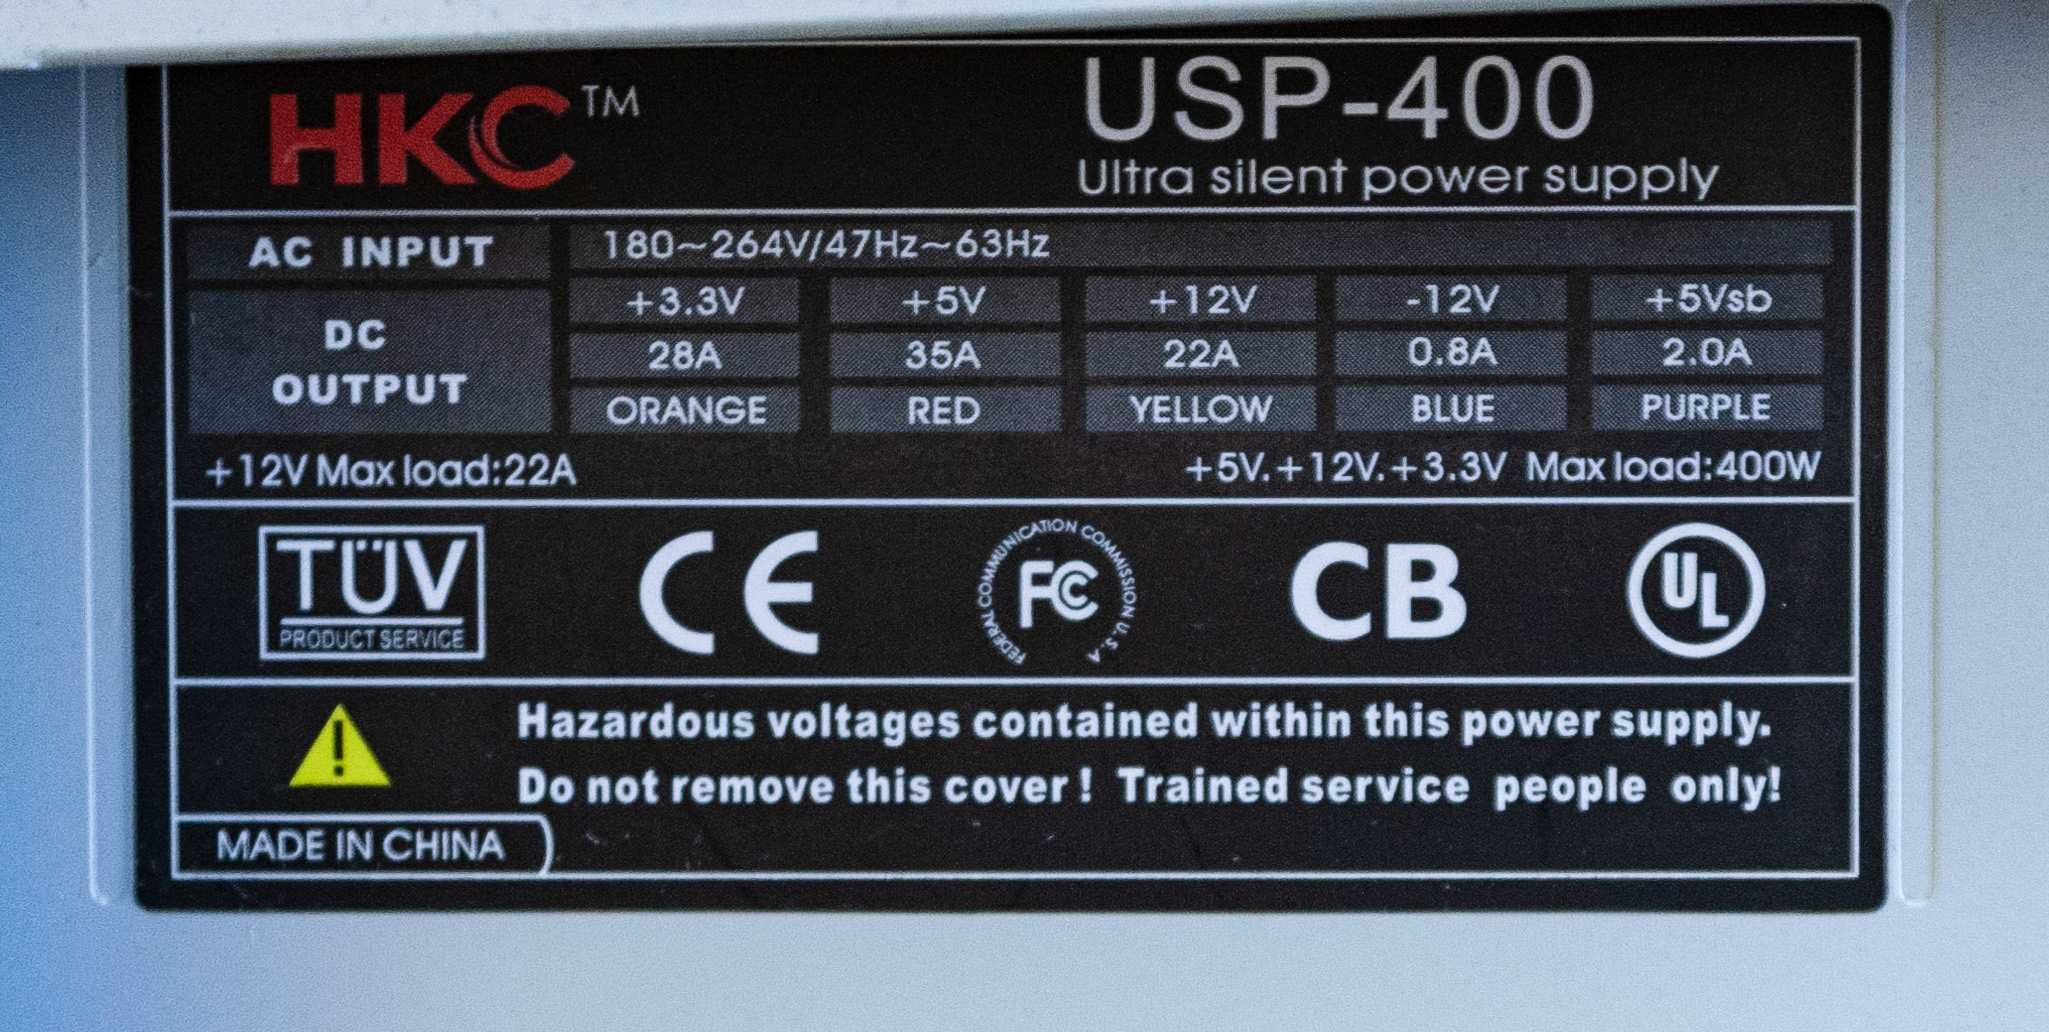 HKC™
USP-400
Ultra silent power supply
AC INPUT 180~264V/47Hz~63Hz
DC OUTPUT
+3.3V +5V +12V -12V +5Vsb
28A 35A 22A 0.8A 2.0A
ORANGE RED YELLOW BLUE PURPLE
+12V Max load:22A +5V.+12V.+3.3V Max load:400W
TÜV
PRODUCT SERVICE
CE
FEDERAL COMMUNICATION COMMISSION U.S.A
FC
CB
UL
!
Hazardous voltages contained within this power supply.
Do not remove this cover! Trained service people only!
MADE IN CHINA